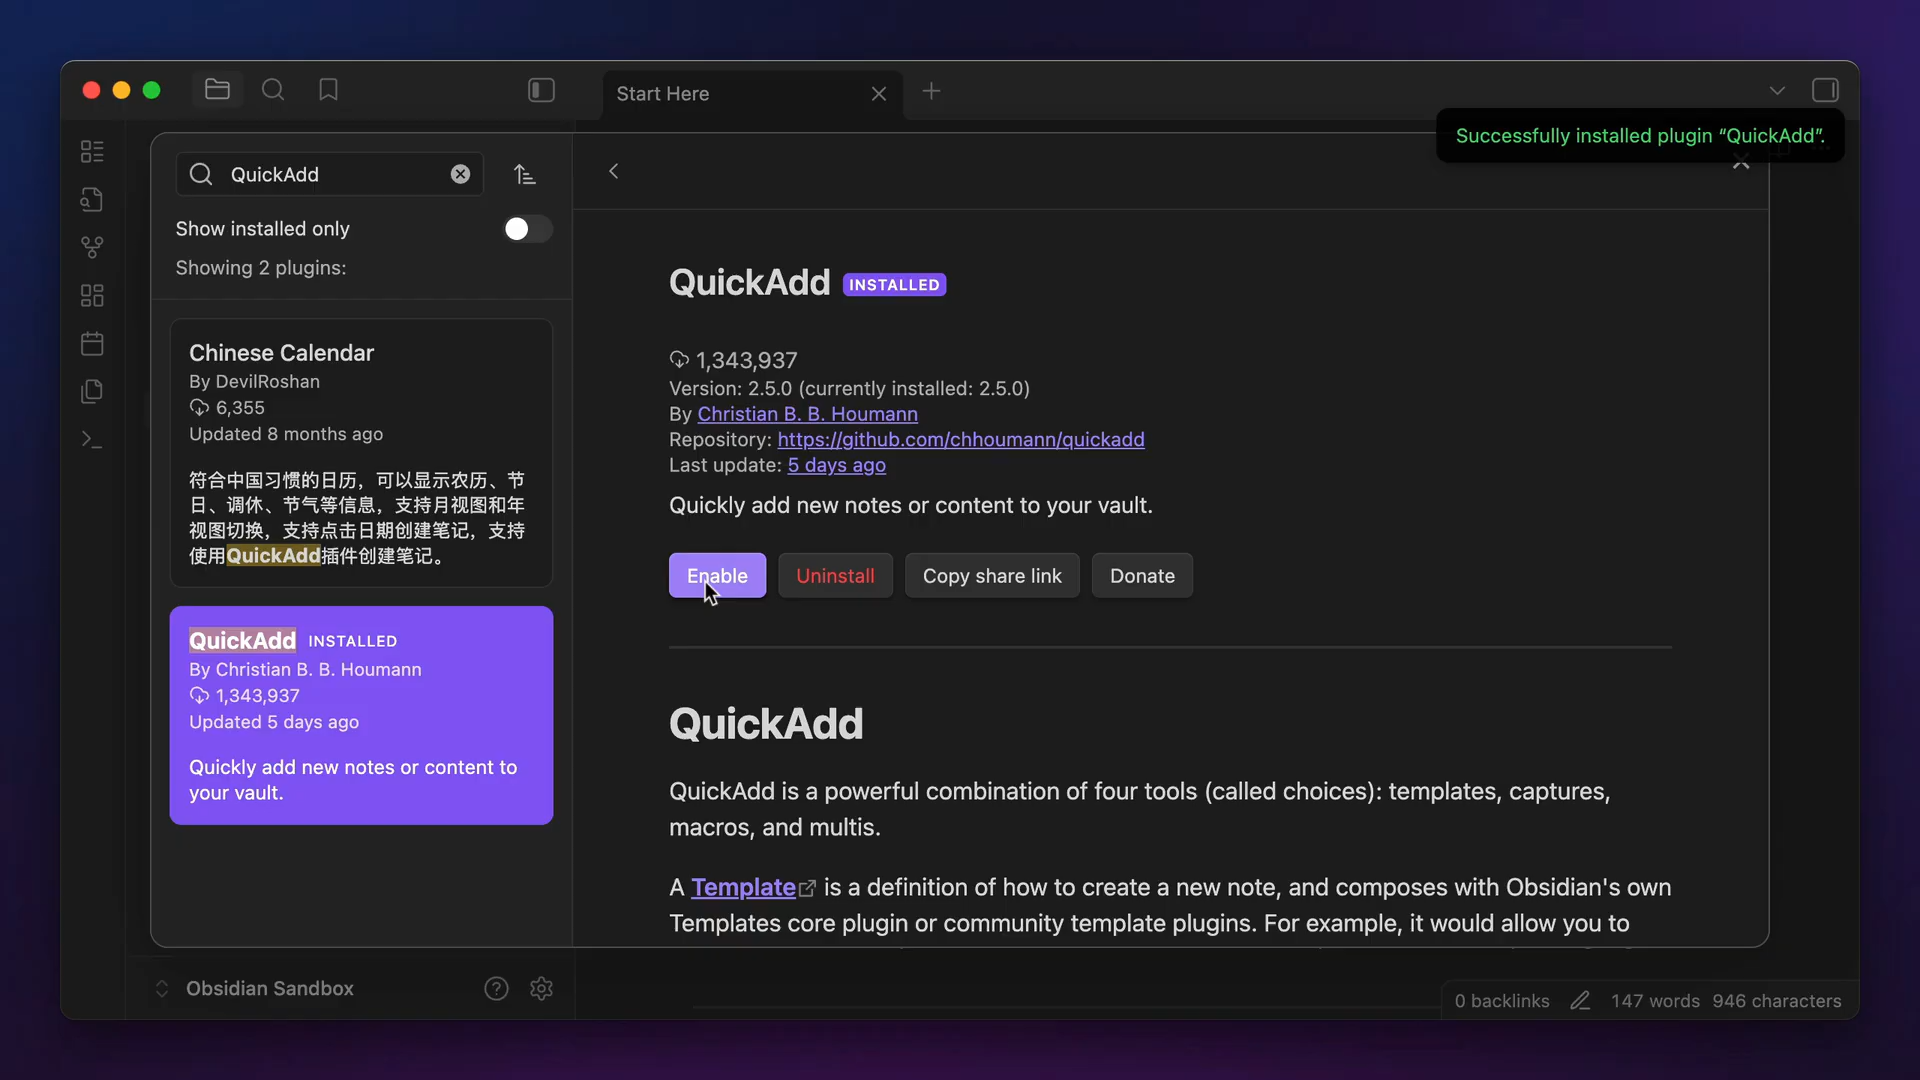 Start Here
Successfully installed plugin “QuickAdd”.
QuickAdd
Show installed only
Showing 2 plugins:
Chinese Calendar
By DevilRoshan
6,355
Updated 8 months ago
符合中国习惯的日历，可以显示农历、节
日、调休、节气等信息，支持月视图和年
视图切换，支持点击日期创建笔记，支持
使用QuickAdd插件创建笔记。
QuickAdd INSTALLED
By Christian B. B. Houmann
1,343,937
Updated 5 days ago
Quickly add new notes or content to
your vault.
QuickAdd INSTALLED
1,343,937
Version: 2.5.0 (currently installed: 2.5.0)
By Christian B. B. Houmann
Repository: https://github.com/chhoumann/quickadd
Last update: 5 days ago
Quickly add new notes or content to your vault.
Enable Uninstall Copy share link Donate
QuickAdd
QuickAdd is a powerful combination of four tools (called choices): templates, captures,
macros, and multis.
A Template is a definition of how to create a new note, and composes with Obsidian's own
Templates core plugin or community template plugins. For example, it would allow you to
Obsidian Sandbox
0 backlinks 147 words 946 characters